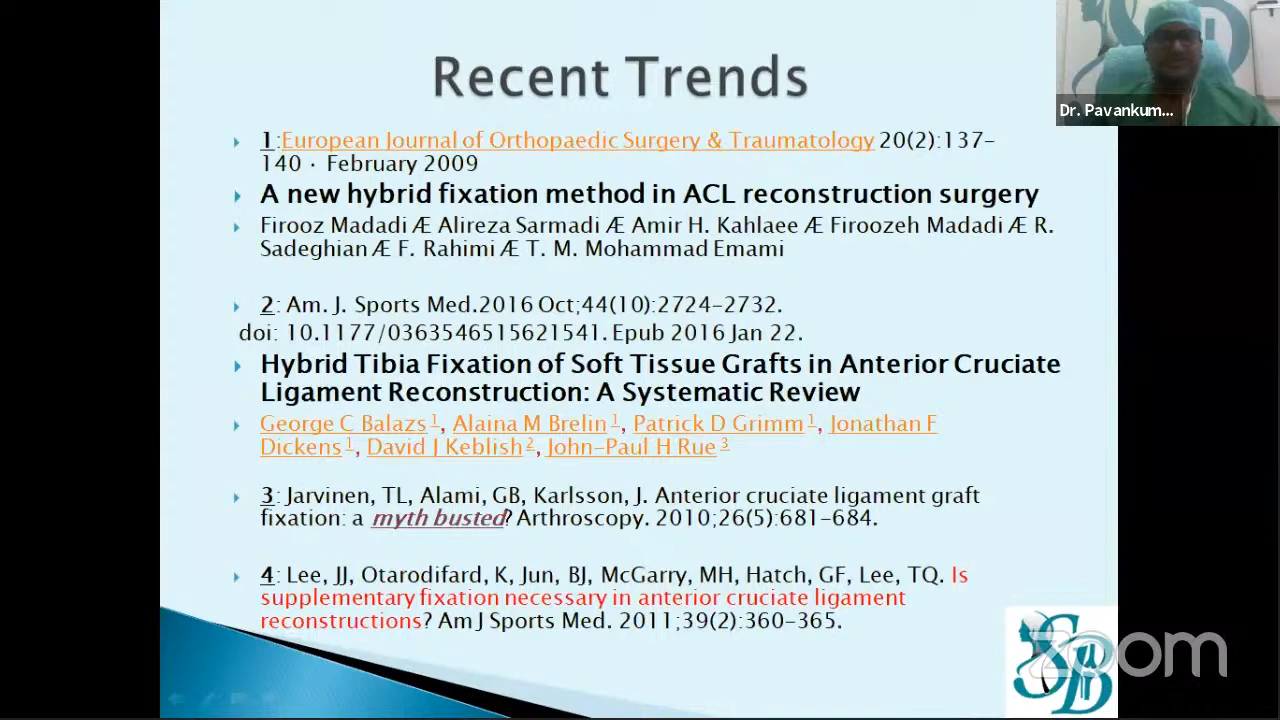 Recent Trends
Dr. Pavankum...
1:European Journal of Orthopaedic Surgery & Traumatology 20(2):137-
140 · February 2009
A new hybrid fixation method in ACL reconstruction surgery
Firooz Madadi Æ Alireza Sarmadi Æ Amir H. Kahlaee Æ Firoozeh Madadi Æ R.
Sadeghian Æ F. Rahimi Æ T. M. Mohammad Emami
2: Am. J. Sports Med.2016 Oct;44(10):2724-2732.
doi: 10.1177/0363546515621541. Epub 2016 Jan 22.
Hybrid Tibia Fixation of Soft Tissue Grafts in Anterior Cruciate
Ligament Reconstruction: A Systematic Review
George C Balazs 1, Alaina M Brelin 1, Patrick D Grimm 1, Jonathan F
Dickens 1, David J Keblish 2, John-Paul H Rue 3
3: Jarvinen, TL, Alami, GB, Karlsson, J. Anterior cruciate ligament graft
fixation: a myth busted? Arthroscopy. 2010;26(5):681-684.
4: Lee, JJ, Otarodifard, K, Jun, BJ, McGarry, MH, Hatch, GF, Lee, TQ. Is
supplementary fixation necessary in anterior cruciate ligament
reconstructions? Am J Sports Med. 2011;39(2):360-365.
zoom